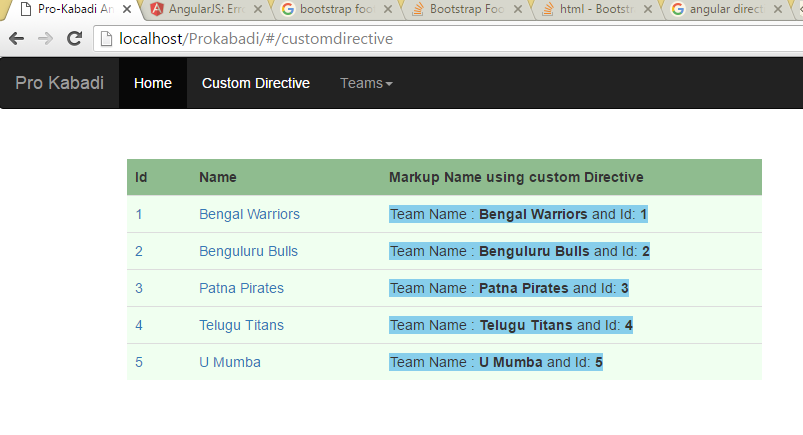 Pro-Kabadi An AngularJS: Erro bootstrap foot Bootstrap Foo html - Bootstr angular direct
localhost/Prokabadi/#/customdirective
Pro Kabadi Home Custom Directive Teams
Id Name Markup Name using custom Directive
1 Bengal Warriors Team Name : Bengal Warriors and Id: 1
2 Benguluru Bulls Team Name : Benguluru Bulls and Id: 2
3 Patna Pirates Team Name : Patna Pirates and Id: 3
4 Telugu Titans Team Name : Telugu Titans and Id: 4
5 U Mumba Team Name : U Mumba and Id: 5